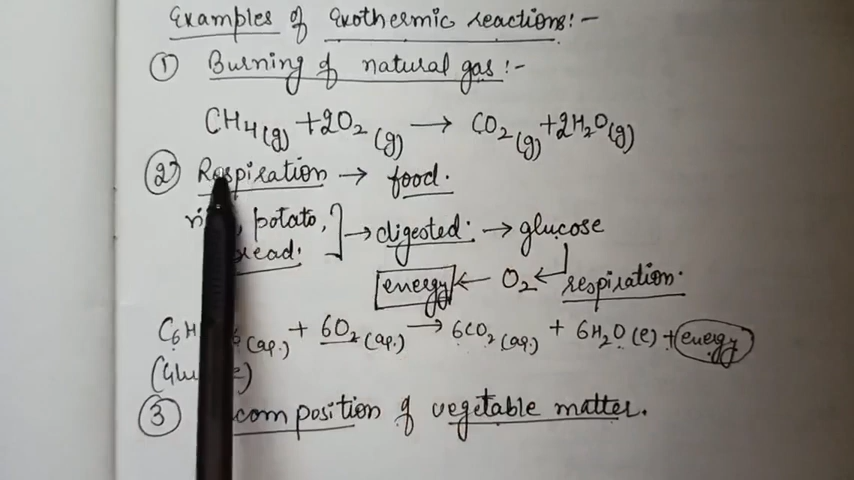 Examples of Exothermic reactions:-
① Burning of natural gas:-
CH4(g) + 2O2(g) → CO2(g) + 2H2O(g)
② Respiration → food.
potato, ] → digested. → glucose
energy ← O2 ← respiration.
+ 6O2(aq.) → 6CO2(aq.) + 6H2O(l) + energy
③ composition of vegetable matter.